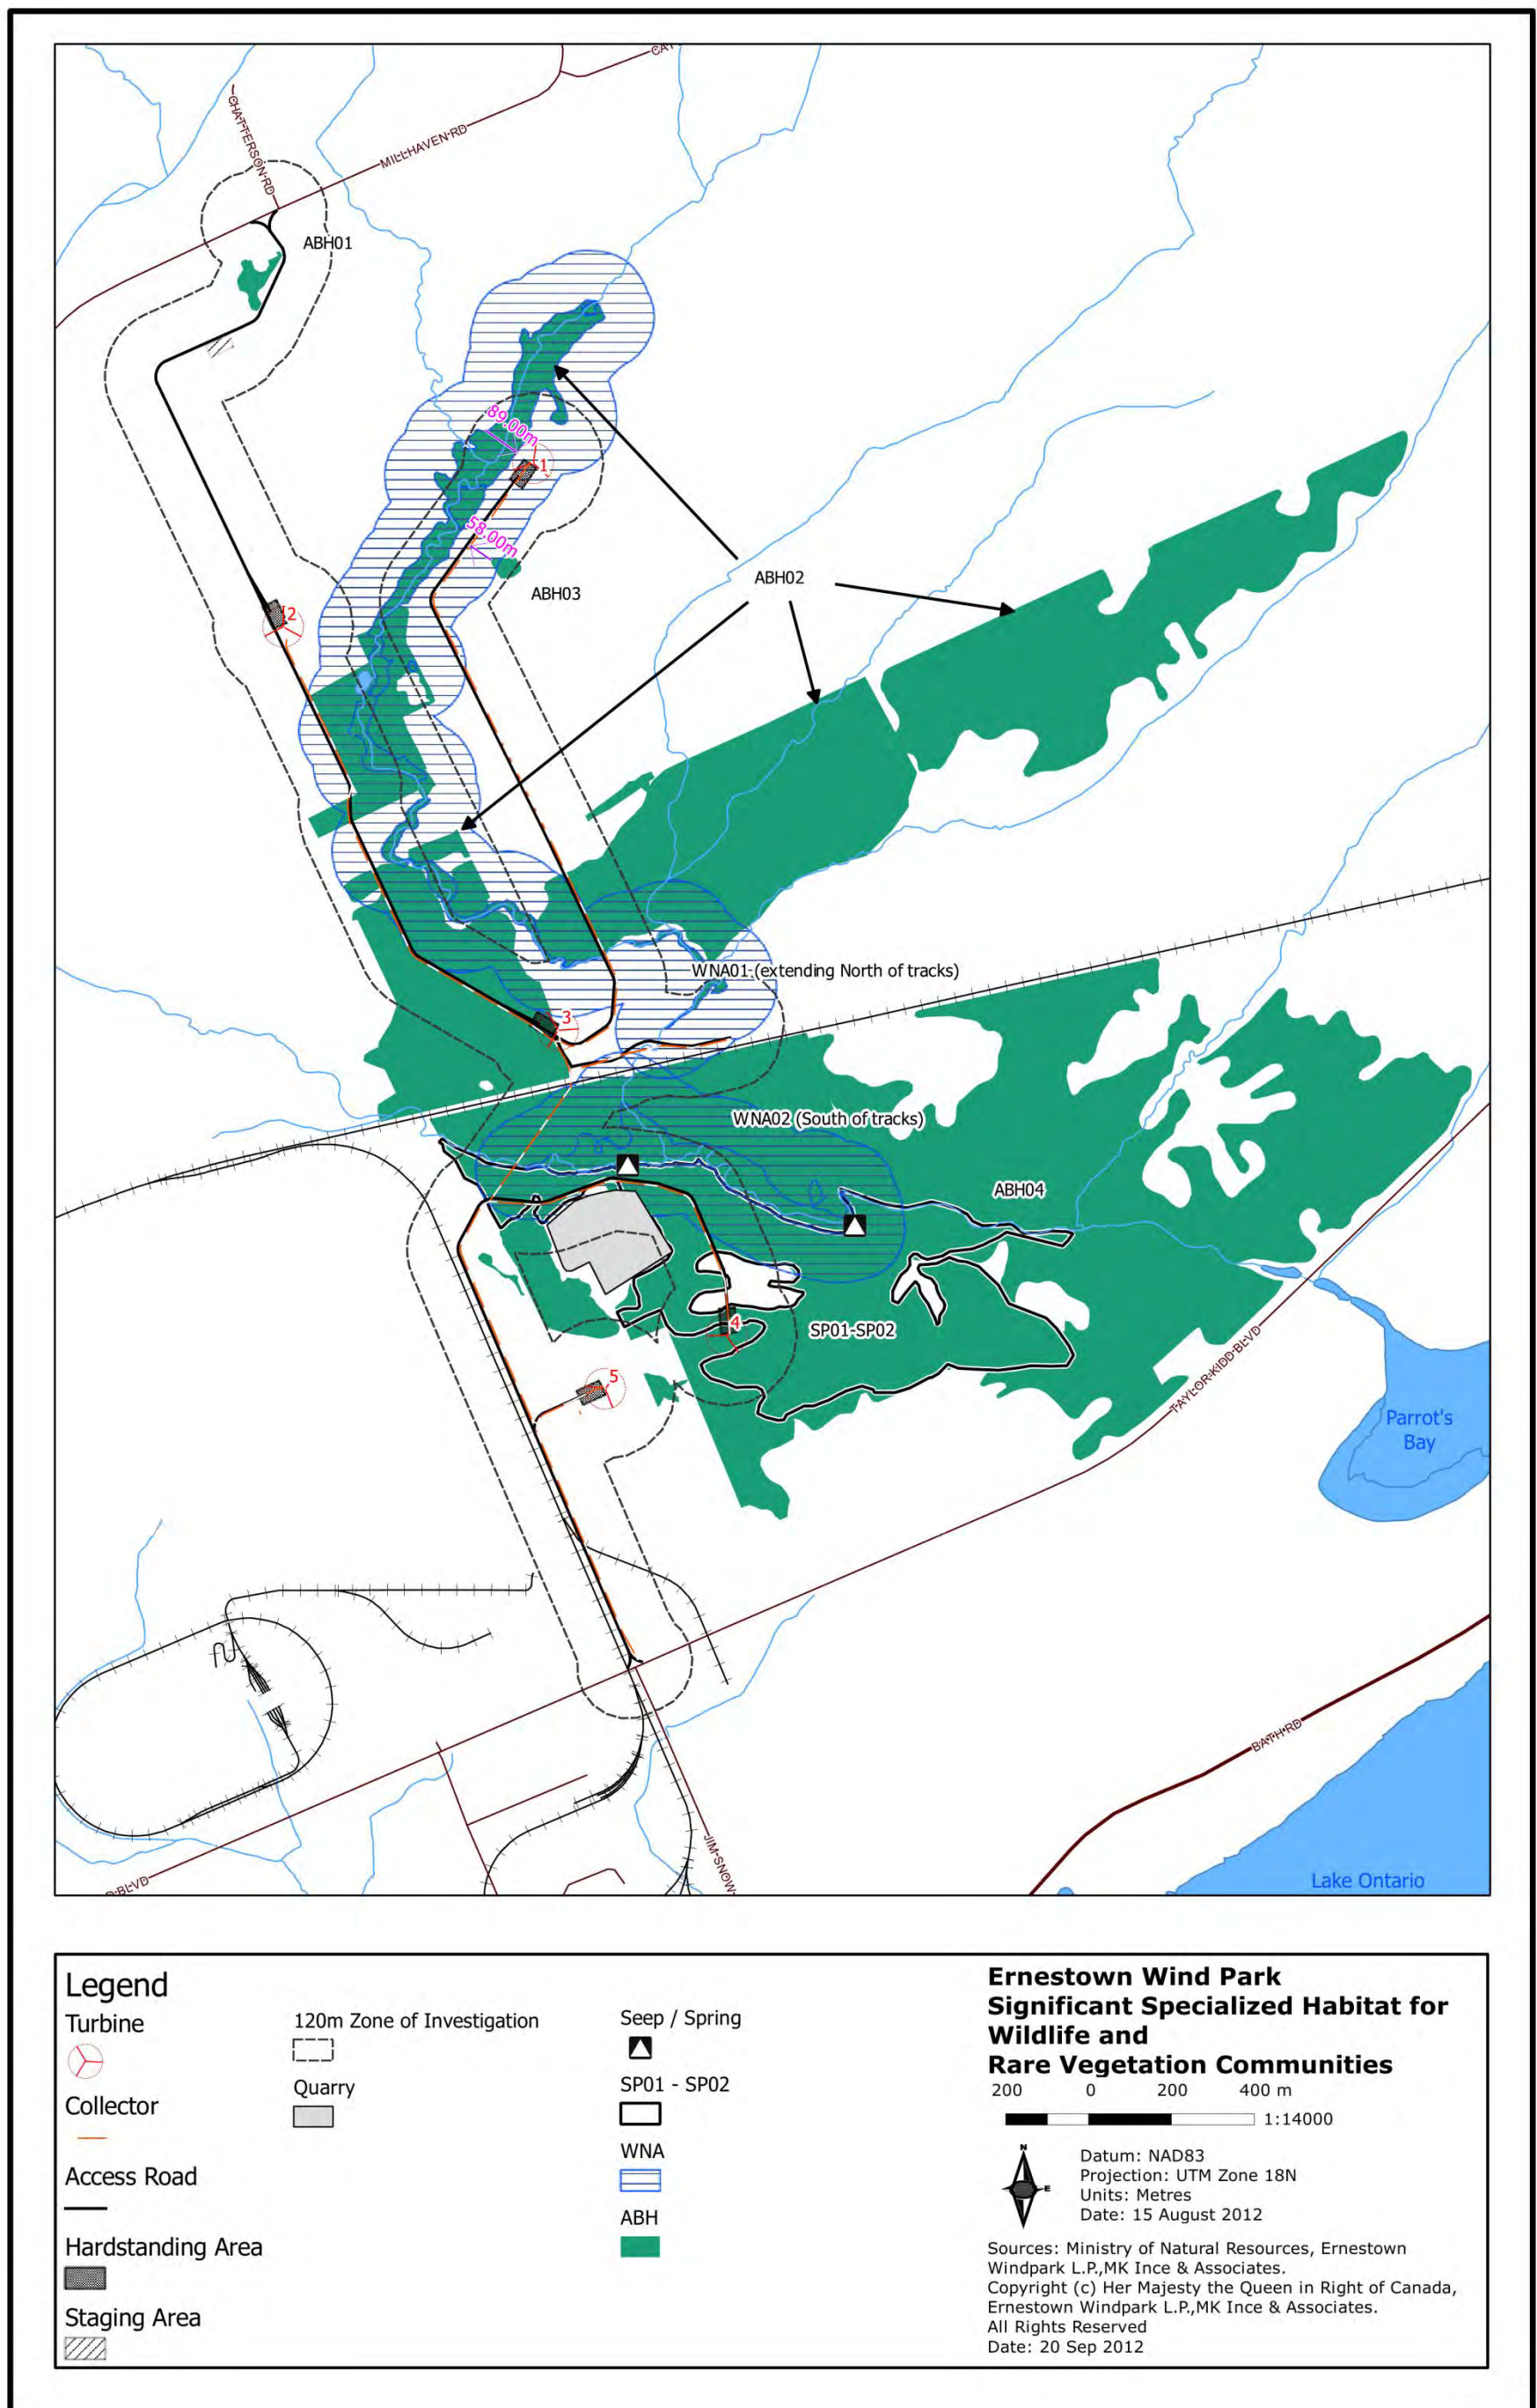 CAT
CHATTERSON RD
MILLHAVEN RD
ABH01
89.00m
1
58.00m
ABH02
ABH03
2
WNA01 (extending North of tracks)
3
WNA02 (South of tracks)
ABH04
4
SP01-SP02
5
TAYLOR-KIDD BLVD
Parrot's
Bay
BATH RD
JIM SNOW
Lake Ontario
D BLVD
Legend
Turbine
Collector
Access Road
Hardstanding Area
Staging Area
120m Zone of Investigation
Quarry
Seep / Spring
SP01 - SP02
WNA
ABH
Ernestown Wind Park
Significant Specialized Habitat for
Wildlife and
Rare Vegetation Communities
200 0 200 400 m
1:14000
N
E
Datum: NAD83
Projection: UTM Zone 18N
Units: Metres
Date: 15 August 2012
Sources: Ministry of Natural Resources, Ernestown
Windpark L.P.,MK Ince & Associates.
Copyright (c) Her Majesty the Queen in Right of Canada,
Ernestown Windpark L.P.,MK Ince & Associates.
All Rights Reserved
Date: 20 Sep 2012